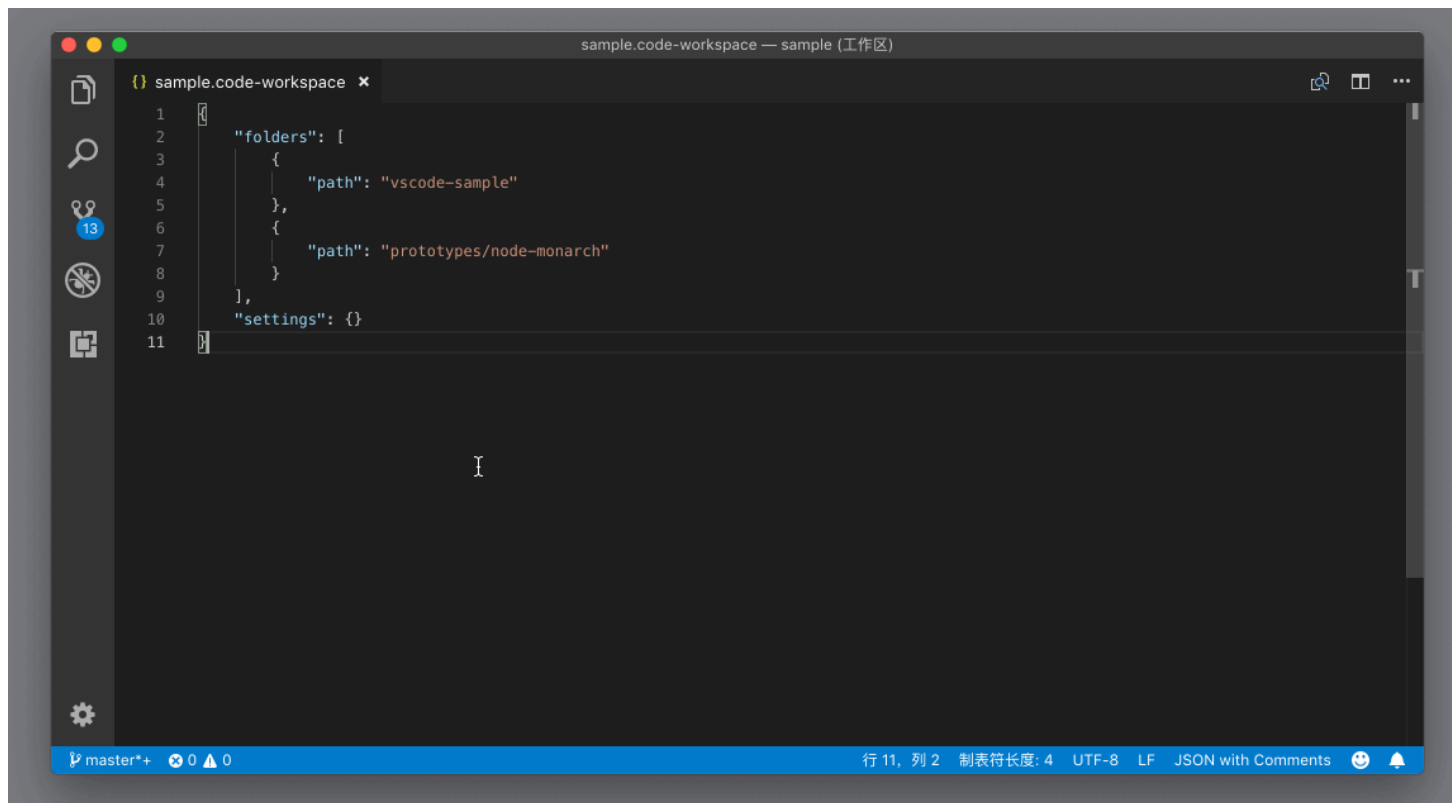 sample.code-workspace — sample (工作区)
{} sample.code-workspace ×
1 {
2 "folders": [
3 {
4 "path": "vscode-sample"
5 },
6 {
7 "path": "prototypes/node-monarch"
8 }
9 ],
10 "settings": {}
11 }
13
master*+ 0 0 行 11, 列 2 制表符长度: 4 UTF-8 LF JSON with Comments